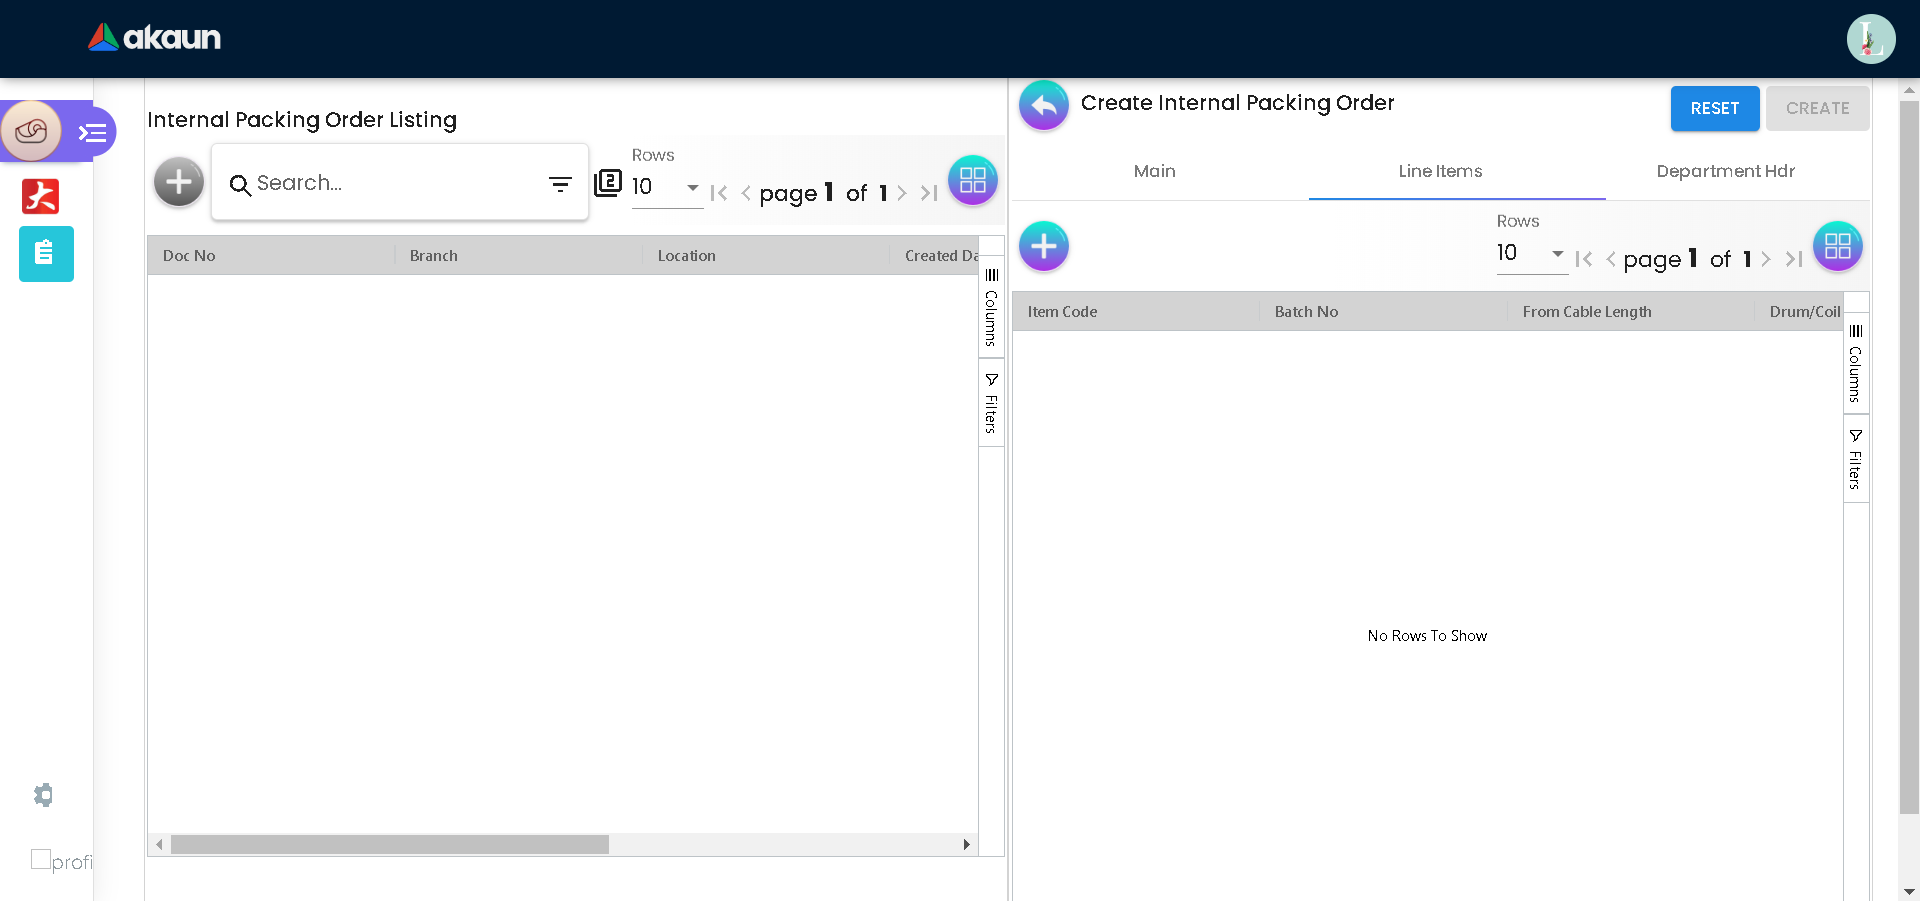 akaun
L
Internal Packing Order Listing
Search...
2
Rows
10
page 1 of 1
Doc No
Branch
Location
Created Da
Columns
Filters
Create Internal Packing Order
RESET
CREATE
Main
Line Items
Department Hdr
Rows
10
page 1 of 1
Item Code
Batch No
From Cable Length
Drum/Coil
Columns
Filters
No Rows To Show
profi